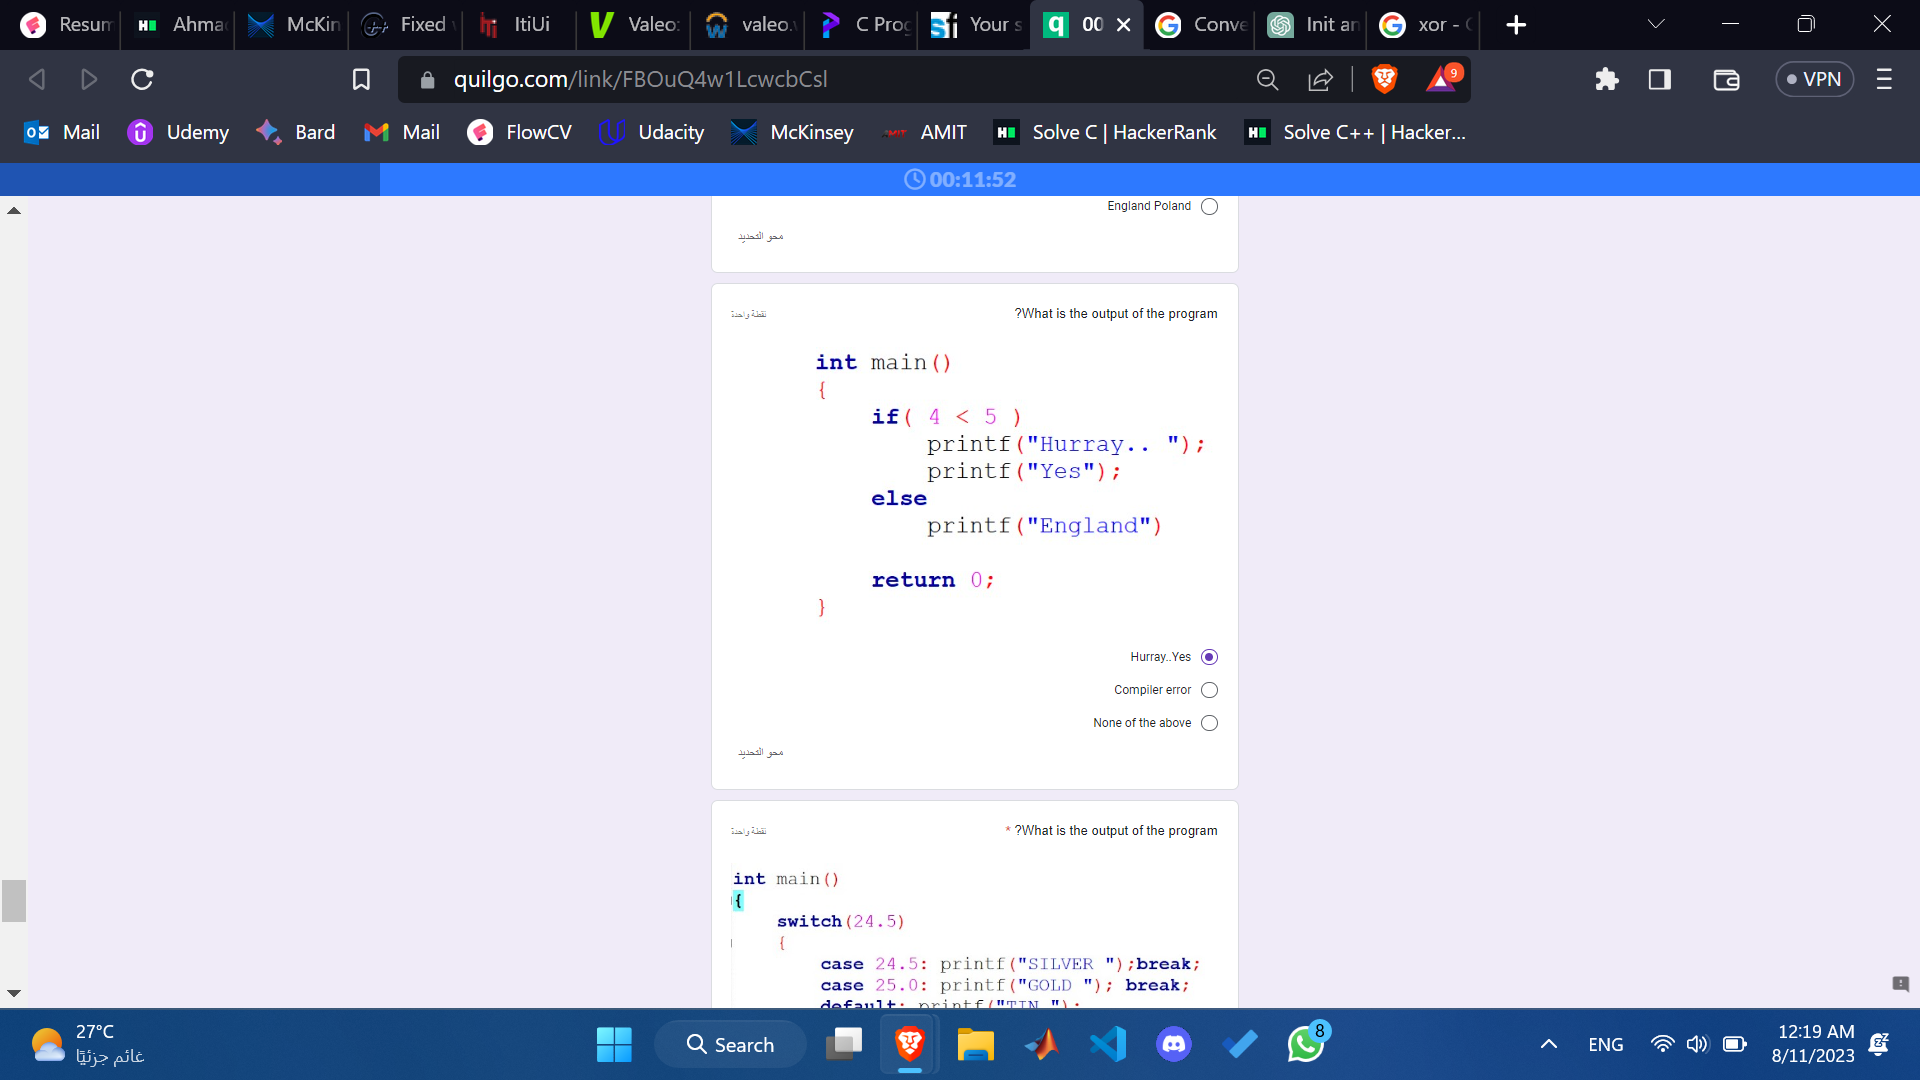 Resum
Ahma
McKin
Fixed
ItiUi
Valeo:
valeo.
C Prog
Your s
00
Conve
Init an
xor - G
quilgo.com/link/FBOuQ4w1LcwcbCsl
9
VPN
Mail
Udemy
Bard
Mail
FlowCV
Udacity
McKinsey
AMIT
Solve C | HackerRank
Solve C++ | Hacker...
00:11:52
England Poland
محو التحديد
?What is the output of the program
نقطة واحدة
int main()
{
if( 4 < 5 )
printf("Hurray.. ");
printf("Yes");
else
printf("England")
return 0;
}
Hurray..Yes
Compiler error
None of the above
محو التحديد
* ?What is the output of the program
نقطة واحدة
int main()
{
switch(24.5)
{
case 24.5: printf("SILVER ");break;
case 25.0: printf("GOLD "); break;
default: printf("TIN ");
27°C
غائم جزئيًا
Search
8
ENG
12:19 AM
8/11/2023